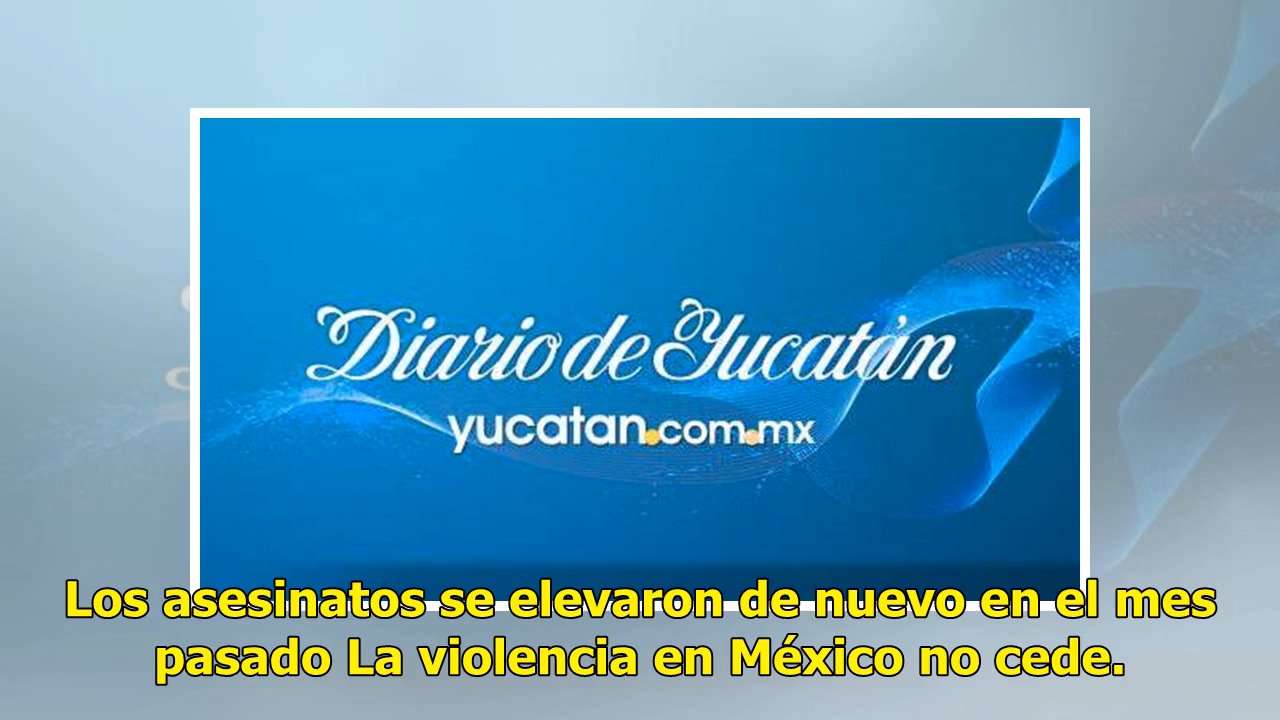 Diario de Yucatán
yucatan.com.mx
Los asesinatos se elevaron de nuevo en el mes
pasado La violencia en México no cede.